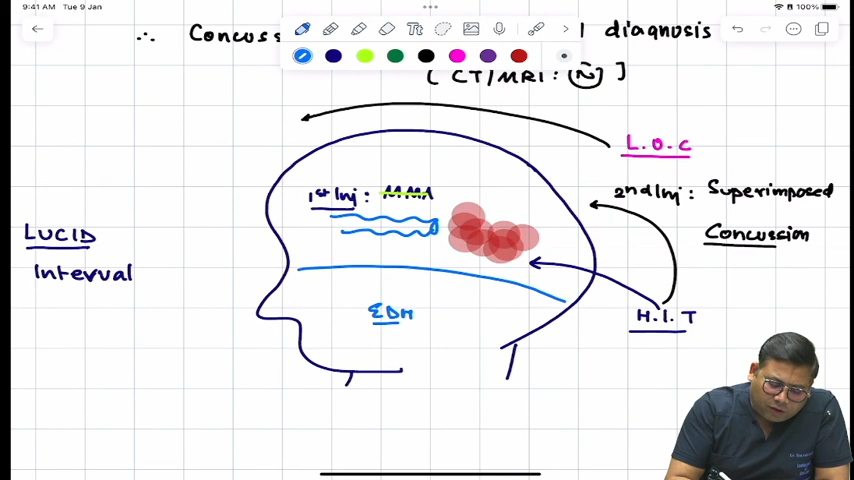 9:41 AM Tue 9 Jan
100%
∴ Concuss l diagnosis
[ CT/MRI : N ]
L.O.C
1st Inj : MMA
2nd Inj : Superimposed
Concussion
LUCID
Interval
EDH
H.I.T